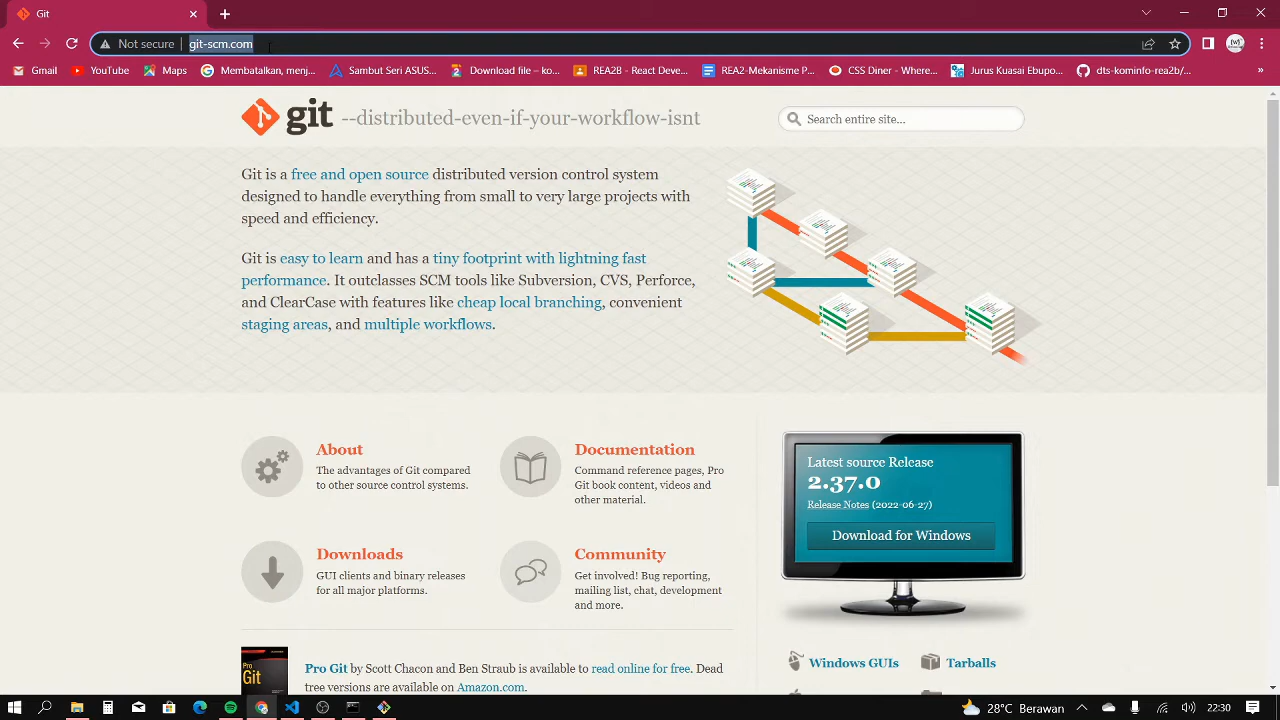 Git
Not secure
git-scm.com
Gmail
YouTube
Maps
Membatalkan, menj...
Sambut Seri ASUS...
Download file – ko...
REA2B - React Deve...
REA2-Mekanisme P...
CSS Diner - Where...
Jurus Kuasai Ebupo...
dts-kominfo-rea2b/...
»
git --distributed-even-if-your-workflow-isnt
Search entire site...
Git is a free and open source distributed version control system
designed to handle everything from small to very large projects with
speed and efficiency.
Git is easy to learn and has a tiny footprint with lightning fast
performance. It outclasses SCM tools like Subversion, CVS, Perforce,
and ClearCase with features like cheap local branching, convenient
staging areas, and multiple workflows.
About
The advantages of Git compared
to other source control systems.
Documentation
Command reference pages, Pro
Git book content, videos and
other material.
Downloads
GUI clients and binary releases
for all major platforms.
Community
Get involved! Bug reporting,
mailing list, chat, development
and more.
Latest source Release
2.37.0
Release Notes (2022-06-27)
Download for Windows
Pro
Git
Pro Git by Scott Chacon and Ben Straub is available to read online for free. Dead
tree versions are available on Amazon.com.
Windows GUIs
Tarballs
28°C Berawan
22:30